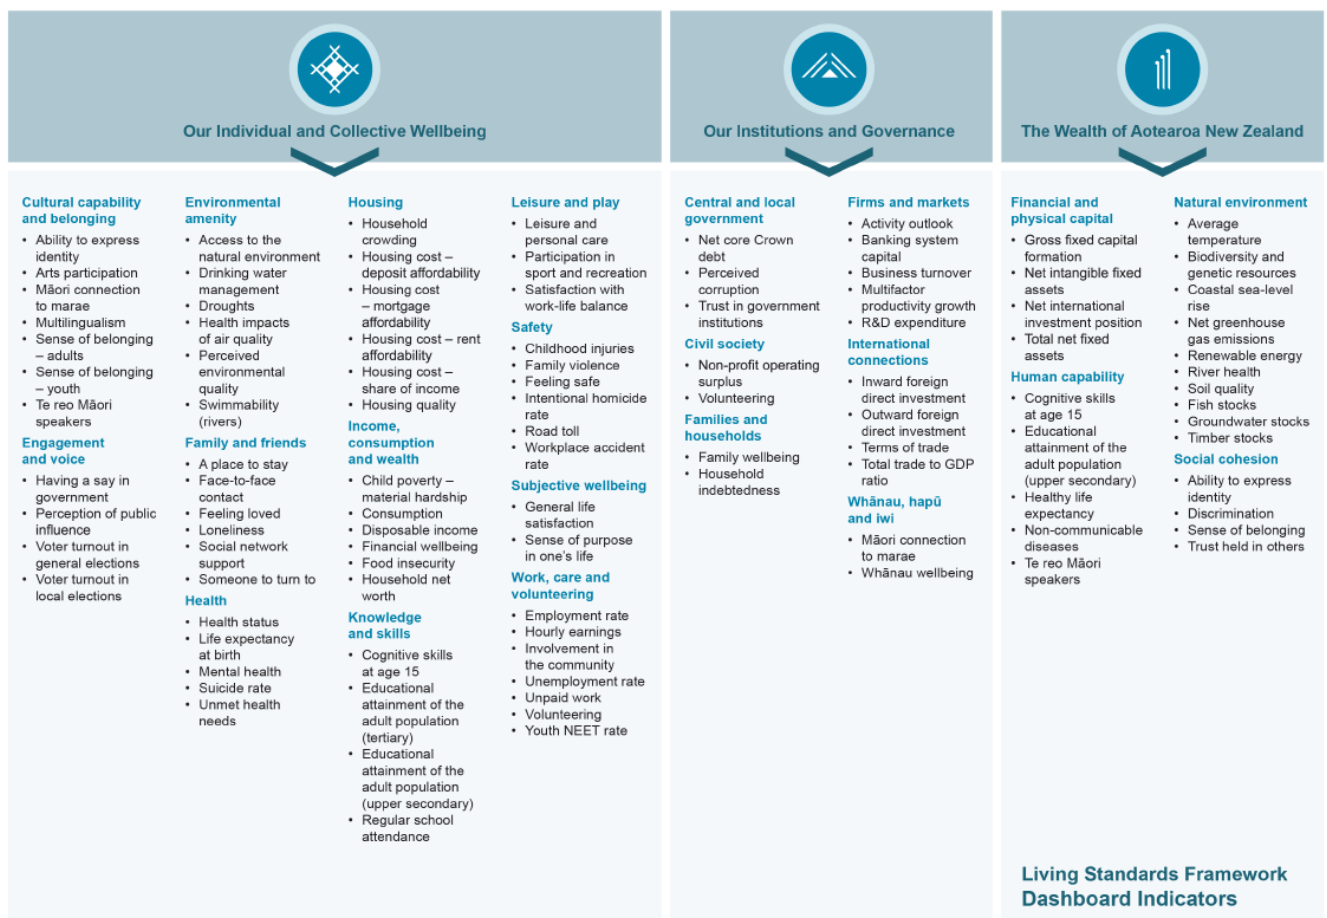 Our Individual and Collective Wellbeing
Cultural capability
and belonging
• Ability to express
identity
• Arts participation
• Māori connection
to marae
• Multilingualism
• Sense of belonging
– adults
• Sense of belonging
– youth
• Te reo Māori
speakers
Engagement
and voice
• Having a say in
government
• Perception of public
influence
• Voter turnout in
general elections
• Voter turnout in
local elections
Environmental
amenity
• Access to the
natural environment
• Drinking water
management
• Droughts
• Health impacts
of air quality
• Perceived
environmental
quality
• Swimmability
(rivers)
Family and friends
• A place to stay
• Face-to-face
contact
• Feeling loved
• Loneliness
• Social network
support
• Someone to turn to
Health
• Health status
• Life expectancy
at birth
• Mental health
• Suicide rate
• Unmet health
needs
Housing
• Household
crowding
• Housing cost –
deposit affordability
• Housing cost
– mortgage
affordability
• Housing cost – rent
affordability
• Housing cost –
share of income
• Housing quality
Income,
consumption
and wealth
• Child poverty –
material hardship
• Consumption
• Disposable income
• Financial wellbeing
• Food insecurity
• Household net
worth
Knowledge
and skills
• Cognitive skills
at age 15
• Educational
attainment of the
adult population
(tertiary)
• Educational
attainment of the
adult population
(upper secondary)
• Regular school
attendance
Leisure and play
• Leisure and
personal care
• Participation in
sport and recreation
• Satisfaction with
work-life balance
Safety
• Childhood injuries
• Family violence
• Feeling safe
• Intentional homicide
rate
• Road toll
• Workplace accident
rate
Subjective wellbeing
• General life
satisfaction
• Sense of purpose
in one's life
Work, care and
volunteering
• Employment rate
• Hourly earnings
• Involvement in
the community
• Unemployment rate
• Unpaid work
• Volunteering
• Youth NEET rate
Our Institutions and Governance
Central and local
government
• Net core Crown
debt
• Perceived
corruption
• Trust in government
institutions
Civil society
• Non-profit operating
surplus
• Volunteering
Families and
households
• Family wellbeing
• Household
indebtedness
Firms and markets
• Activity outlook
• Banking system
capital
• Business turnover
• Multifactor
productivity growth
• R&D expenditure
International
connections
• Inward foreign
direct investment
• Outward foreign
direct investment
• Terms of trade
• Total trade to GDP
ratio
Whānau, hapū
and iwi
• Māori connection
to marae
• Whānau wellbeing
The Wealth of Aotearoa New Zealand
Financial and
physical capital
• Gross fixed capital
formation
• Net intangible fixed
assets
• Net international
investment position
• Total net fixed
assets
Human capability
• Cognitive skills
at age 15
• Educational
attainment of the
adult population
(upper secondary)
• Healthy life
expectancy
• Non-communicable
diseases
• Te reo Māori
speakers
Natural environment
• Average
temperature
• Biodiversity and
genetic resources
• Coastal sea-level
rise
• Net greenhouse
gas emissions
• Renewable energy
• River health
• Soil quality
• Fish stocks
• Groundwater stocks
• Timber stocks
Social cohesion
• Ability to express
identity
• Discrimination
• Sense of belonging
• Trust held in others
Living Standards Framework
Dashboard Indicators